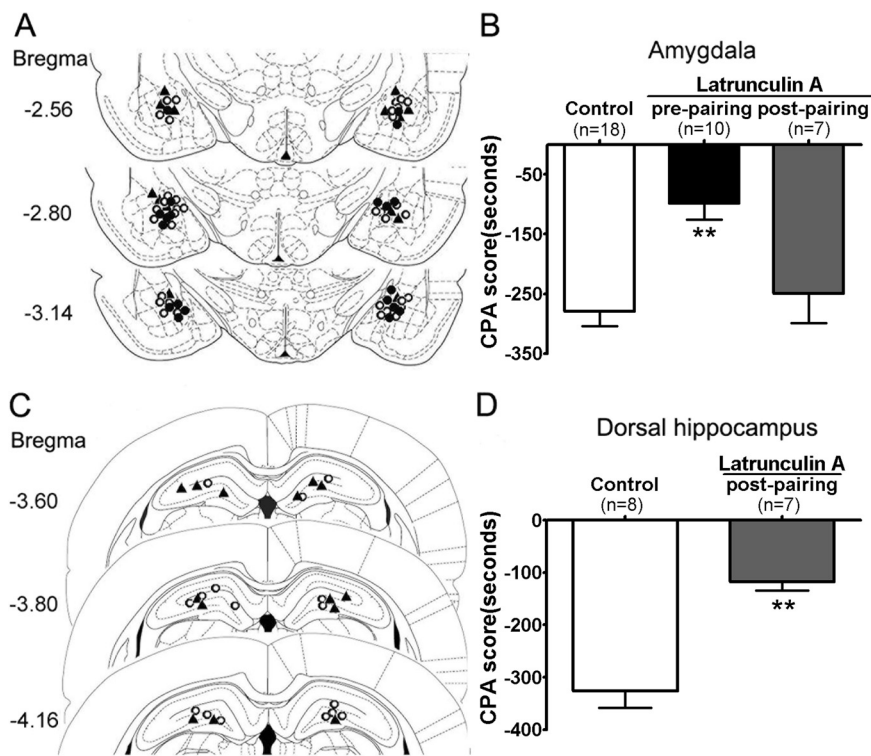 A
Bregma
-2.56
-2.80
-3.14
B
Amygdala
Latrunculin A
Control pre-pairing post-pairing
(n=18) (n=10) (n=7)
CPA score(seconds)
-50
-150
-250
-350
**
C
Bregma
-3.60
-3.80
-4.16
D
Dorsal hippocampus
Latrunculin A
Control post-pairing
(n=8) (n=7)
CPA score(seconds)
0
-100
-200
-300
-400
**